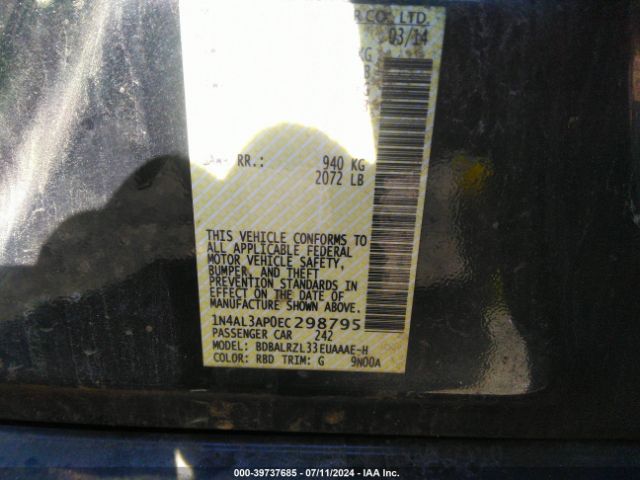 R CO., LTD.
03/14
KG
RR.: 940 KG
2072 LB
THIS VEHICLE CONFORMS TO
ALL APPLICABLE FEDERAL
MOTOR VEHICLE SAFETY,
BUMPER, AND THEFT
PREVENTION STANDARDS IN
EFFECT ON THE DATE OF
MANUFACTURE SHOWN ABOVE.
1N4AL3AP0EC298795
PASSENGER CAR 242
MODEL: BDBALRZL33EUAAAE-H
COLOR: RBD TRIM: G 9N00A
000-39737685 - 07/11/2024 - IAA Inc.